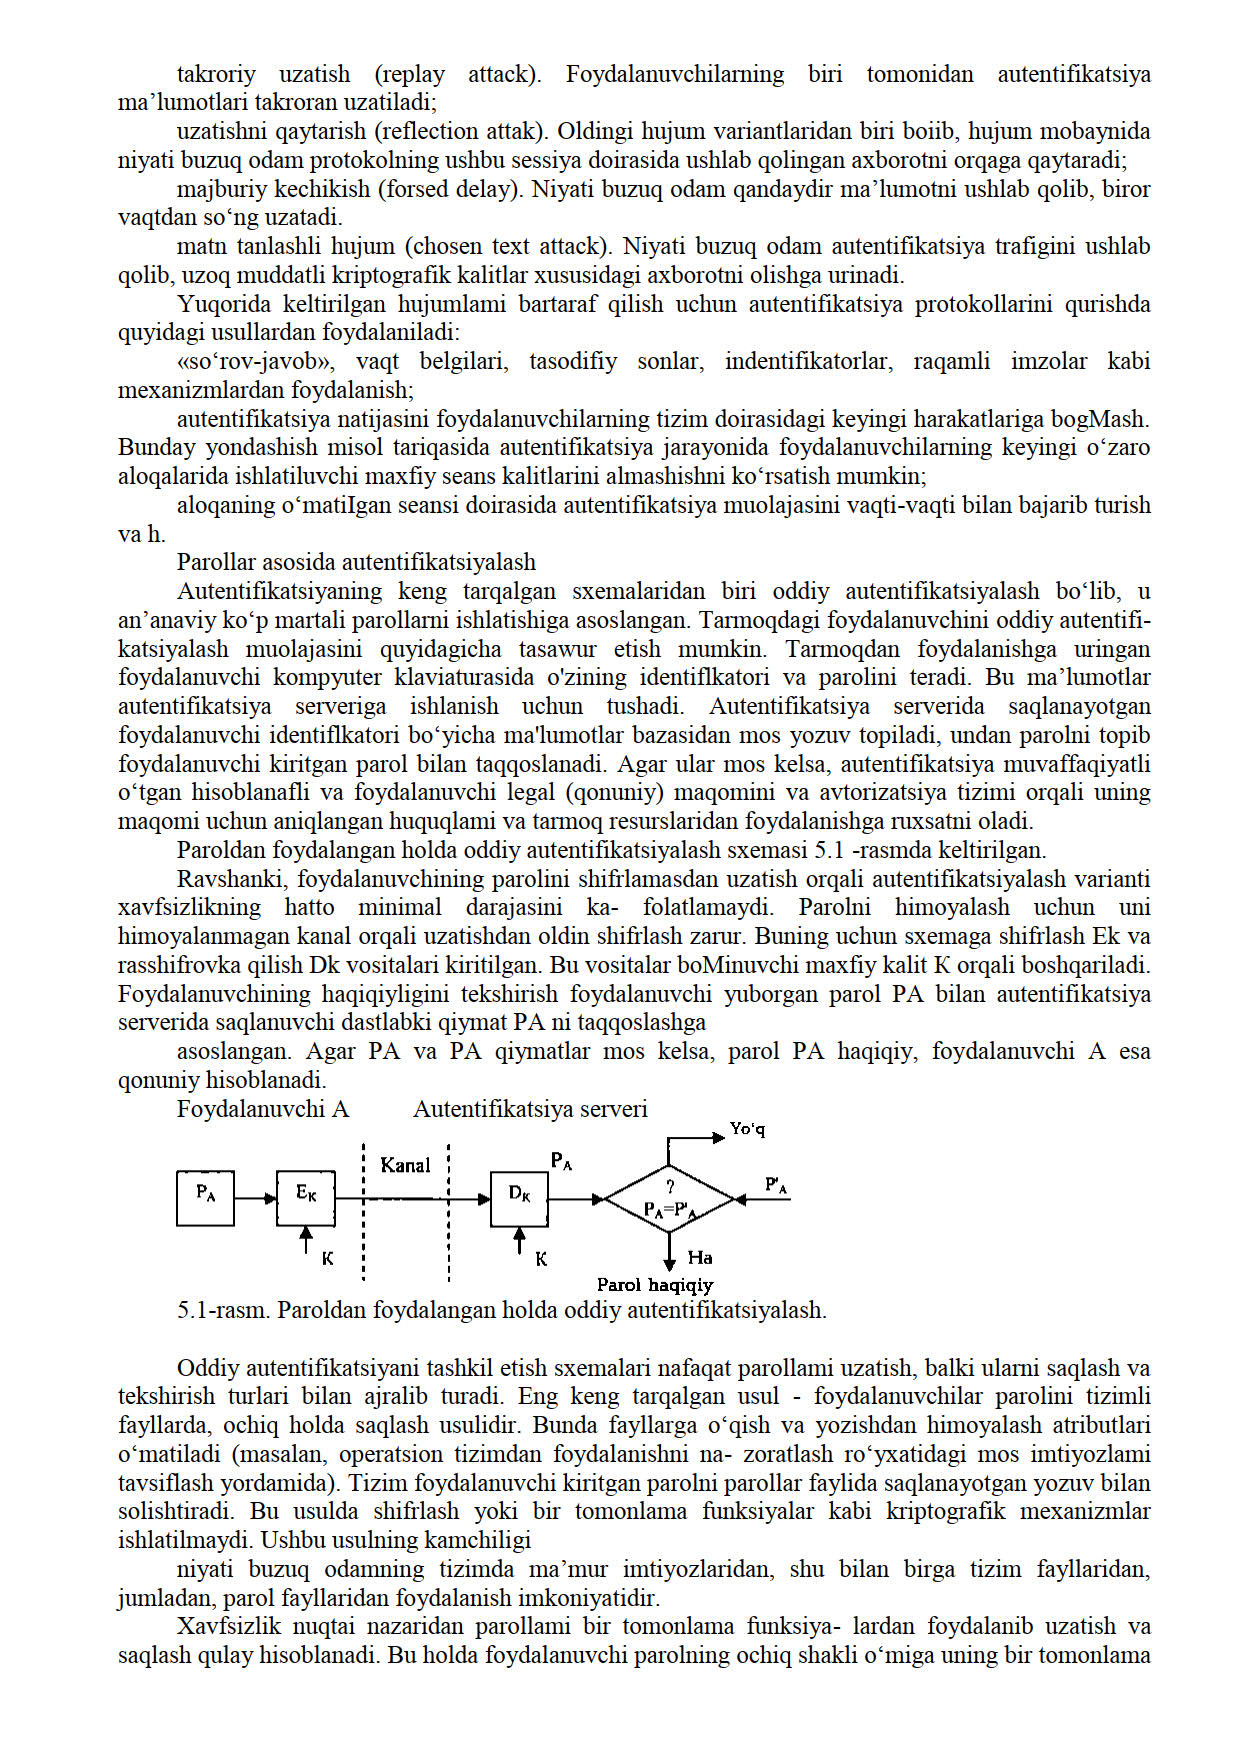 takroriy uzatish (replay attack). Foydalanuvchilarning biri tomonidan autentifikatsiya
ma’lumotlari takroran uzatiladi;
uzatishni qaytarish (reflection attak). Oldingi hujum variantlaridan biri boiib, hujum mobaynida
niyati buzuq odam protokolning ushbu sessiya doirasida ushlab qolingan axborotni orqaga qaytaradi;
majburiy kechikish (forsed delay). Niyati buzuq odam qandaydir ma’lumotni ushlab qolib, biror
vaqtdan so‘ng uzatadi.
matn tanlashli hujum (chosen text attack). Niyati buzuq odam autentifikatsiya trafigini ushlab
qolib, uzoq muddatli kriptografik kalitlar xususidagi axborotni olishga urinadi.
Yuqorida keltirilgan hujumlami bartaraf qilish uchun autentifikatsiya protokollarini qurishda
quyidagi usullardan foydalaniladi:
«so‘rov-javob», vaqt belgilari, tasodifiy sonlar, indentifikatorlar, raqamli imzolar kabi
mexanizmlardan foydalanish;
autentifikatsiya natijasini foydalanuvchilarning tizim doirasidagi keyingi harakatlariga bogMash.
Bunday yondashish misol tariqasida autentifikatsiya jarayonida foydalanuvchilarning keyingi o‘zaro
aloqalarida ishlatiluvchi maxfiy seans kalitlarini almashishni ko‘rsatish mumkin;
aloqaning o‘matiIgan seansi doirasida autentifikatsiya muolajasini vaqti-vaqti bilan bajarib turish
va h.
Parollar asosida autentifikatsiyalash
Autentifikatsiyaning keng tarqalgan sxemalaridan biri oddiy autentifikatsiyalash bo‘lib, u
an’anaviy ko‘p martali parollarni ishlatishiga asoslangan. Tarmoqdagi foydalanuvchini oddiy autentifi-
katsiyalash muolajasini quyidagicha tasawur etish mumkin. Tarmoqdan foydalanishga uringan
foydalanuvchi kompyuter klaviaturasida o'zining identiflkatori va parolini teradi. Bu ma’lumotlar
autentifikatsiya serveriga ishlanish uchun tushadi. Autentifikatsiya serverida saqlanayotgan
foydalanuvchi identiflkatori bo‘yicha ma'lumotlar bazasidan mos yozuv topiladi, undan parolni topib
foydalanuvchi kiritgan parol bilan taqqoslanadi. Agar ular mos kelsa, autentifikatsiya muvaffaqiyatli
o‘tgan hisoblanafli va foydalanuvchi legal (qonuniy) maqomini va avtorizatsiya tizimi orqali uning
maqomi uchun aniqlangan huquqlami va tarmoq resurslaridan foydalanishga ruxsatni oladi.
Paroldan foydalangan holda oddiy autentifikatsiyalash sxemasi 5.1 -rasmda keltirilgan.
Ravshanki, foydalanuvchining parolini shifrlamasdan uzatish orqali autentifikatsiyalash varianti
xavfsizlikning hatto minimal darajasini ka- folatlamaydi. Parolni himoyalash uchun uni
himoyalanmagan kanal orqali uzatishdan oldin shifrlash zarur. Buning uchun sxemaga shifrlash Ek va
rasshifrovka qilish Dk vositalari kiritilgan. Bu vositalar boMinuvchi maxfiy kalit K orqali boshqariladi.
Foydalanuvchining haqiqiyligini tekshirish foydalanuvchi yuborgan parol PA bilan autentifikatsiya
serverida saqlanuvchi dastlabki qiymat PA ni taqqoslashga
asoslangan. Agar PA va PA qiymatlar mos kelsa, parol PA haqiqiy, foydalanuvchi A esa
qonuniy hisoblanadi.
Foydalanuvchi A Autentifikatsiya serveri
Yo‘q
Kanal PA
PA EK DK ? P'A
PA=P'A
K K Ha
Parol haqiqiy
5.1-rasm. Paroldan foydalangan holda oddiy autentifikatsiyalash.
Oddiy autentifikatsiyani tashkil etish sxemalari nafaqat parollami uzatish, balki ularni saqlash va
tekshirish turlari bilan ajralib turadi. Eng keng tarqalgan usul - foydalanuvchilar parolini tizimli
fayllarda, ochiq holda saqlash usulidir. Bunda fayllarga o‘qish va yozishdan himoyalash atributlari
o‘matiladi (masalan, operatsion tizimdan foydalanishni na- zoratlash ro‘yxatidagi mos imtiyozlami
tavsiflash yordamida). Tizim foydalanuvchi kiritgan parolni parollar faylida saqlanayotgan yozuv bilan
solishtiradi. Bu usulda shifrlash yoki bir tomonlama funksiyalar kabi kriptografik mexanizmlar
ishlatilmaydi. Ushbu usulning kamchiligi
niyati buzuq odamning tizimda ma’mur imtiyozlaridan, shu bilan birga tizim fayllaridan,
jumladan, parol fayllaridan foydalanish imkoniyatidir.
Xavfsizlik nuqtai nazaridan parollami bir tomonlama funksiya- lardan foydalanib uzatish va
saqlash qulay hisoblanadi. Bu holda foydalanuvchi parolning ochiq shakli o‘miga uning bir tomonlama